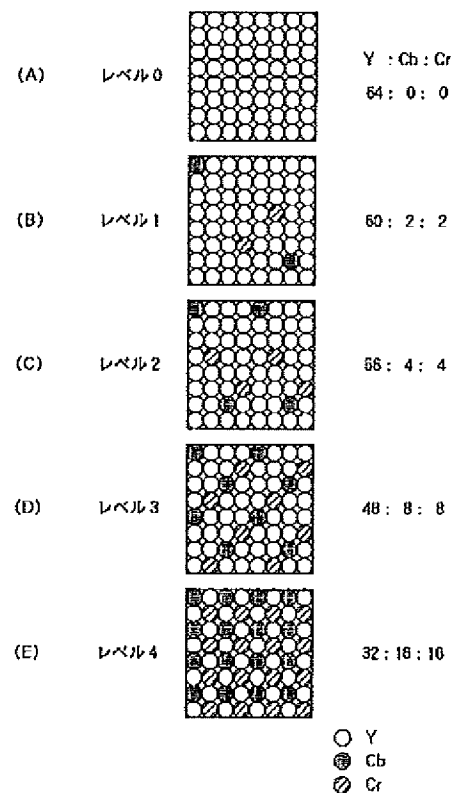 Y : Cb : Cr
(A) レベル0 64 : 0 : 0
(B) レベル1 60 : 2 : 2
(C) レベル2 56 : 4 : 4
(D) レベル3 48 : 8 : 8
(E) レベル4 32 : 16 : 16
Y
Cb
Cr